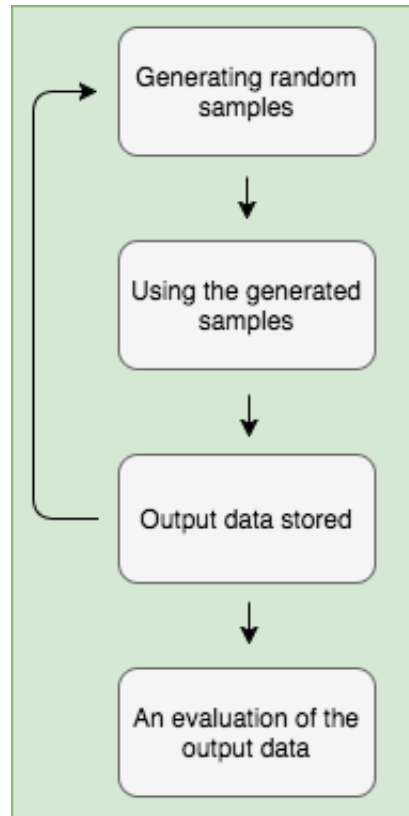 Generating random
samples
Using the generated
samples
Output data stored
An evaluation of the
output data